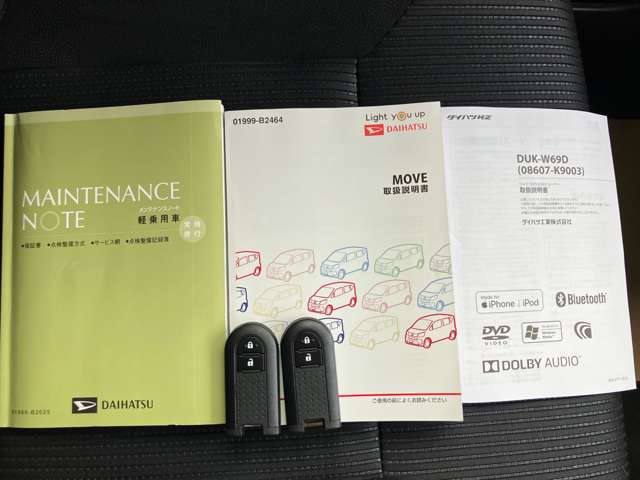 MAINTENANCE
NOTE
メンテナンスノート
軽乗用車
●保証書 ●点検整備方式 ●サービス網 ●点検整備記録簿
DAIHATSU
01999-B2464
Light you up
DAIHATSU
MOVE
取扱説明書
ご使用の前によくお読みください
ダイハツ純正
DUK-W69D
(08607-K9003)
取扱説明書
ダイハツ工業株式会社
Made for
iPhone | iPod
Bluetooth
DVD
VIDEO
Windows
Media
DOLBY AUDIO